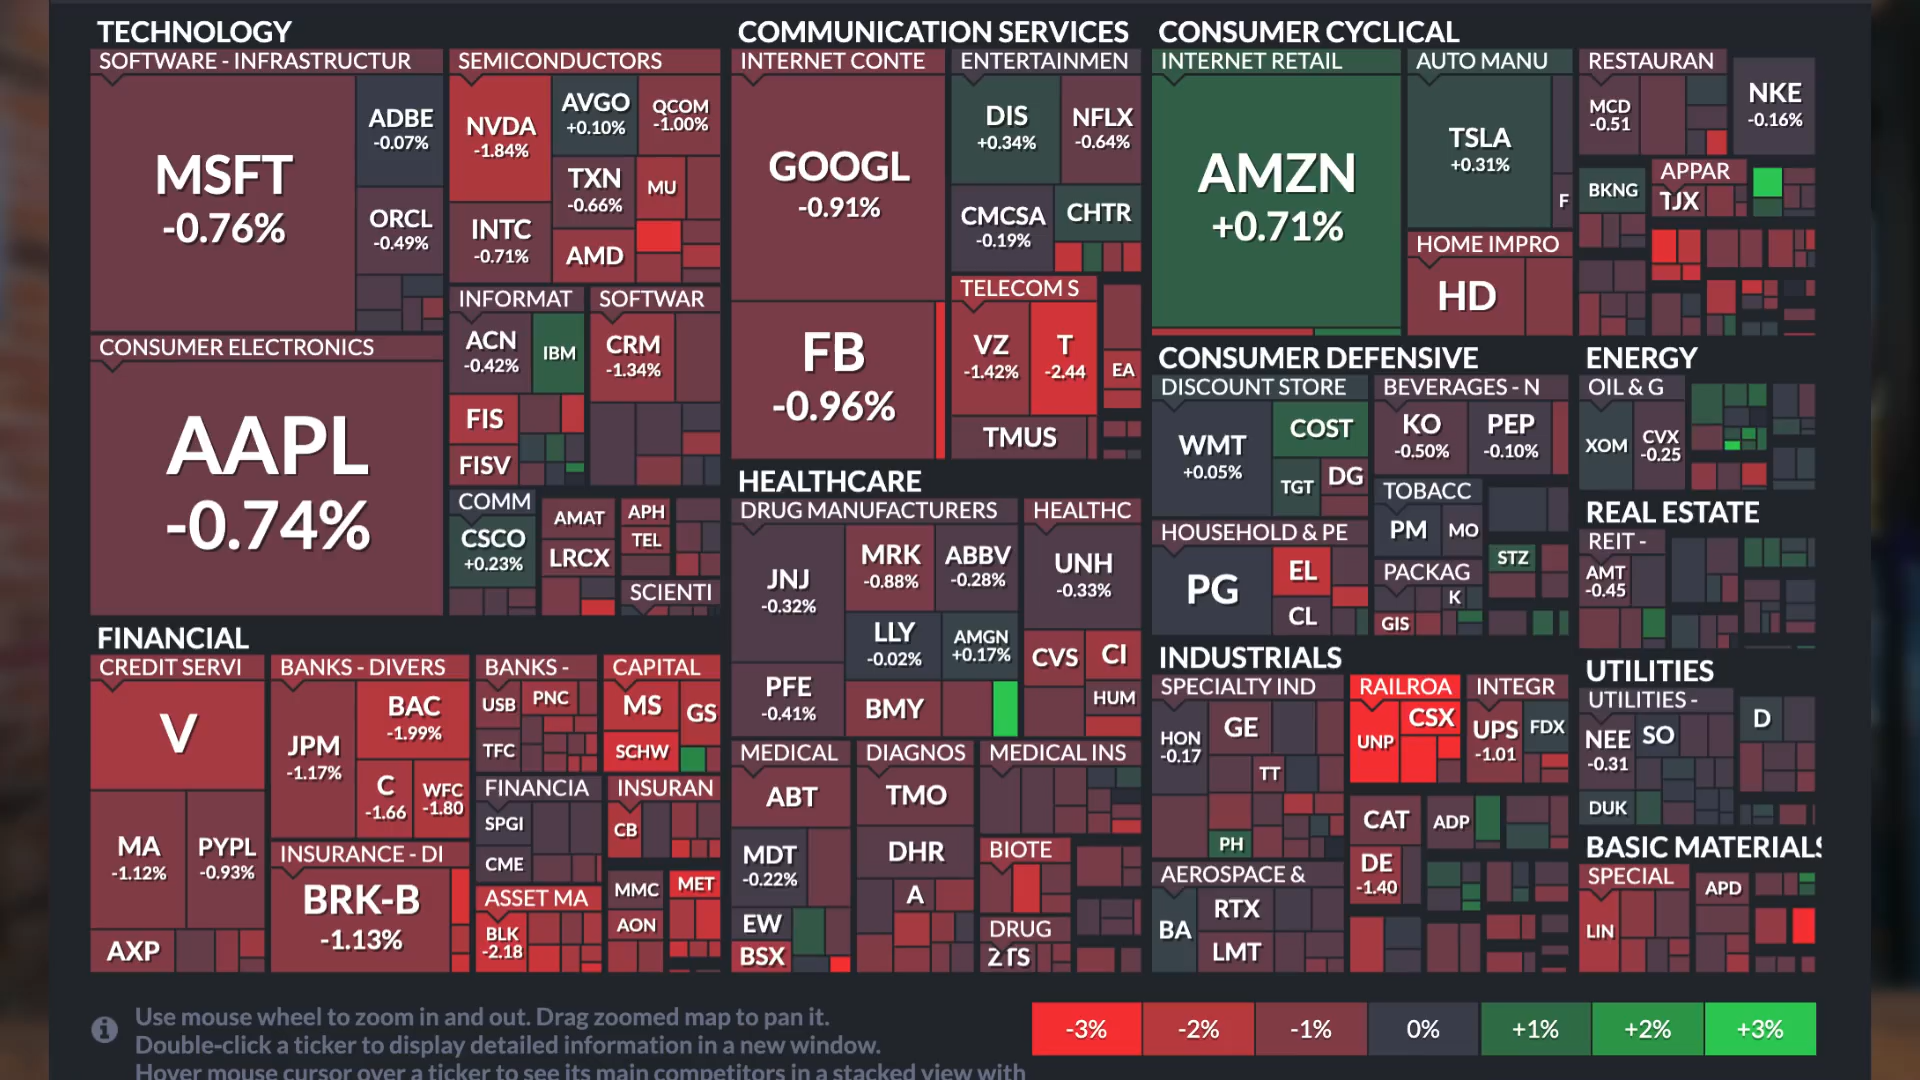 TECHNOLOGY
SOFTWARE - INFRASTRUCTUR
MSFT
-0.76%
ADBE
-0.07%
ORCL
-0.49%
SEMICONDUCTORS
NVDA
-1.84%
AVGO
+0.10%
QCOM
-1.00%
TXN
-0.66%
MU
INTC
-0.71%
AMD
CONSUMER ELECTRONICS
AAPL
-0.74%
INFORMAT
ACN
-0.42%
IBM
FIS
FISV
SOFTWAR
CRM
-1.34%
COMM
CSCO
+0.23%
AMAT
LRCX
APH
TEL
SCIENTI
COMMUNICATION SERVICES
INTERNET CONTE
GOOGL
-0.91%
FB
-0.96%
ENTERTAINMEN
DIS
+0.34%
NFLX
-0.64%
CMCSA
-0.19%
CHTR
TELECOM S
VZ
-1.42%
T
-2.44
TMUS
EA
CONSUMER CYCLICAL
INTERNET RETAIL
AMZN
+0.71%
AUTO MANU
TSLA
+0.31%
F
HOME IMPRO
HD
RESTAURAN
MCD
-0.51
NKE
-0.16%
BKNG
APPAR
TJX
FINANCIAL
CREDIT SERVI
V
MA
-1.12%
PYPL
-0.93%
AXP
BANKS - DIVERS
JPM
-1.17%
BAC
-1.99%
C
-1.66
WFC
-1.80
INSURANCE - DI
BRK-B
-1.13%
BANKS -
USB
PNC
TFC
CAPITAL
MS
GS
SCHW
FINANCIA
SPGI
CME
INSURAN
CB
ASSET MA
BLK
-2.18
MMC
MET
AON
HEALTHCARE
DRUG MANUFACTURERS
JNJ
-0.32%
PFE
-0.41%
MRK
-0.88%
ABBV
-0.28%
LLY
-0.02%
AMGN
+0.17%
BMY
HEALTHC
UNH
-0.33%
CVS
CI
HUM
MEDICAL
ABT
MDT
-0.22%
EW
BSX
DIAGNOS
TMO
DHR
A
MEDICAL INS
BIOTE
DRUG
ZTS
CONSUMER DEFENSIVE
DISCOUNT STORE
WMT
+0.05%
COST
TGT
DG
BEVERAGES - N
KO
-0.50%
PEP
-0.10%
HOUSEHOLD & PE
PG
EL
CL
TOBACC
PM
MO
STZ
PACKAG
K
GIS
INDUSTRIALS
SPECIALTY IND
HON
-0.17
GE
TT
PH
RAILROA
UNP
CSX
INTEGR
UPS
-1.01
FDX
CAT
ADP
DE
-1.40
AEROSPACE &
BA
RTX
LMT
ENERGY
OIL & G
XOM
CVX
-0.25
REAL ESTATE
REIT -
AMT
-0.45
UTILITIES
UTILITIES -
NEE
-0.31
SO
D
DUK
BASIC MATERIALS
SPECIAL
LIN
APD
Use mouse wheel to zoom in and out. Drag zoomed map to pan it.
Double-click a ticker to display detailed information in a new window.
Hover mouse cursor over a ticker to see its main competitors in a stacked view with
-3%
-2%
-1%
0%
+1%
+2%
+3%